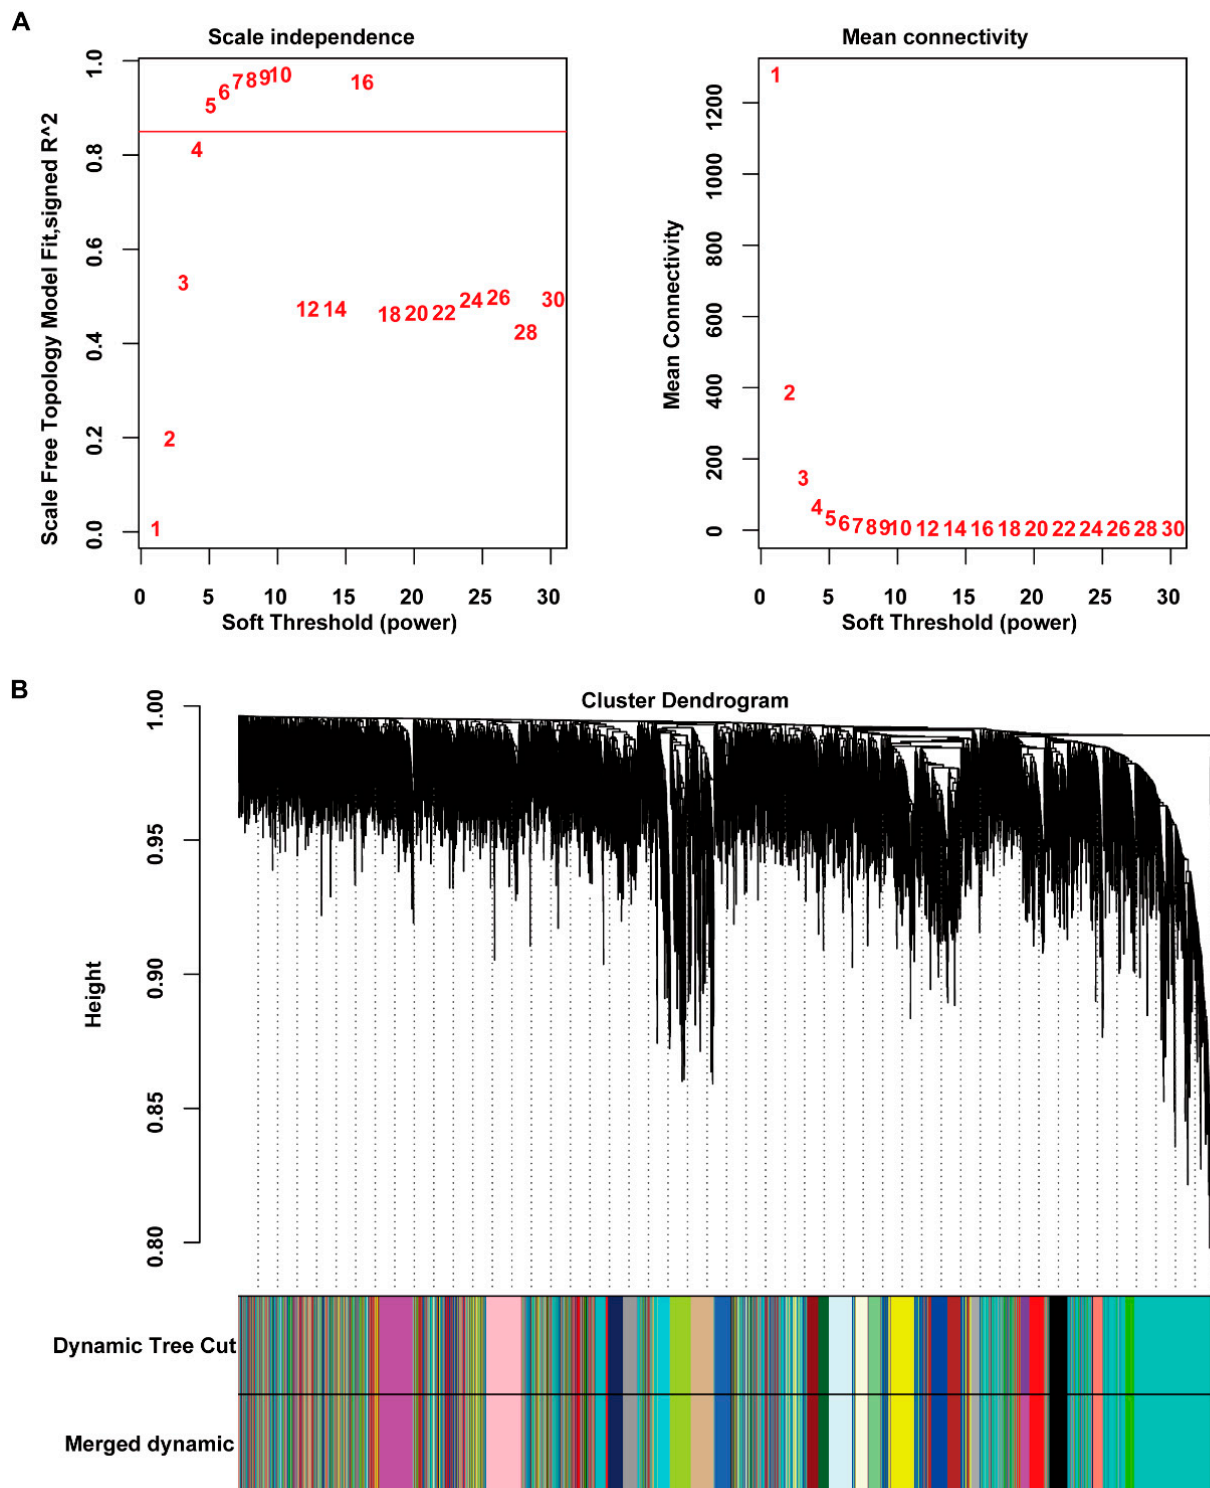 A
Scale independence
Mean connectivity
Scale Free Topology Model Fit,signed R^2
0.0 0.2 0.4 0.6 0.8 1.0
1 2 3 4 5 6 7 8 9 10 12 14 16 18 20 22 24 26 28 30
0 5 10 15 20 25 30
Soft Threshold (power)
Mean Connectivity
0 200 400 600 800 1000 1200
1 2 3 4 5 6 7 8 9 10 12 14 16 18 20 22 24 26 28 30
0 5 10 15 20 25 30
Soft Threshold (power)
B
Cluster Dendrogram
Height
1.00
0.95
0.90
0.85
0.80
Dynamic Tree Cut
Merged dynamic